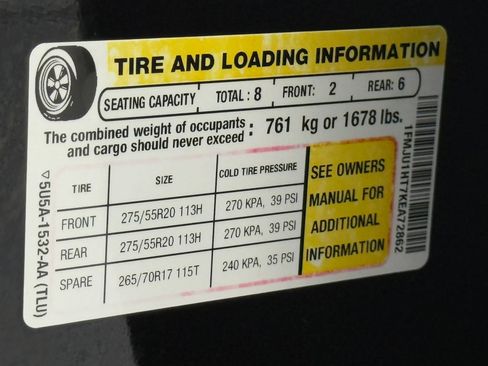 TIRE AND LOADING INFORMATION
SEATING CAPACITY TOTAL : 8 FRONT: 2 REAR: 6
The combined weight of occupants and cargo should never exceed : 761 kg or 1678 lbs.
TIRE SIZE COLD TIRE PRESSURE
FRONT 275/55R20 113H 270 KPA, 39 PSI
REAR 275/55R20 113H 270 KPA, 39 PSI
SPARE 265/70R17 115T 240 KPA, 35 PSI
SEE OWNERS
MANUAL FOR
ADDITIONAL
INFORMATION
5U5A-1532-AA (TLU)
1FMJU1HT7KEA72862